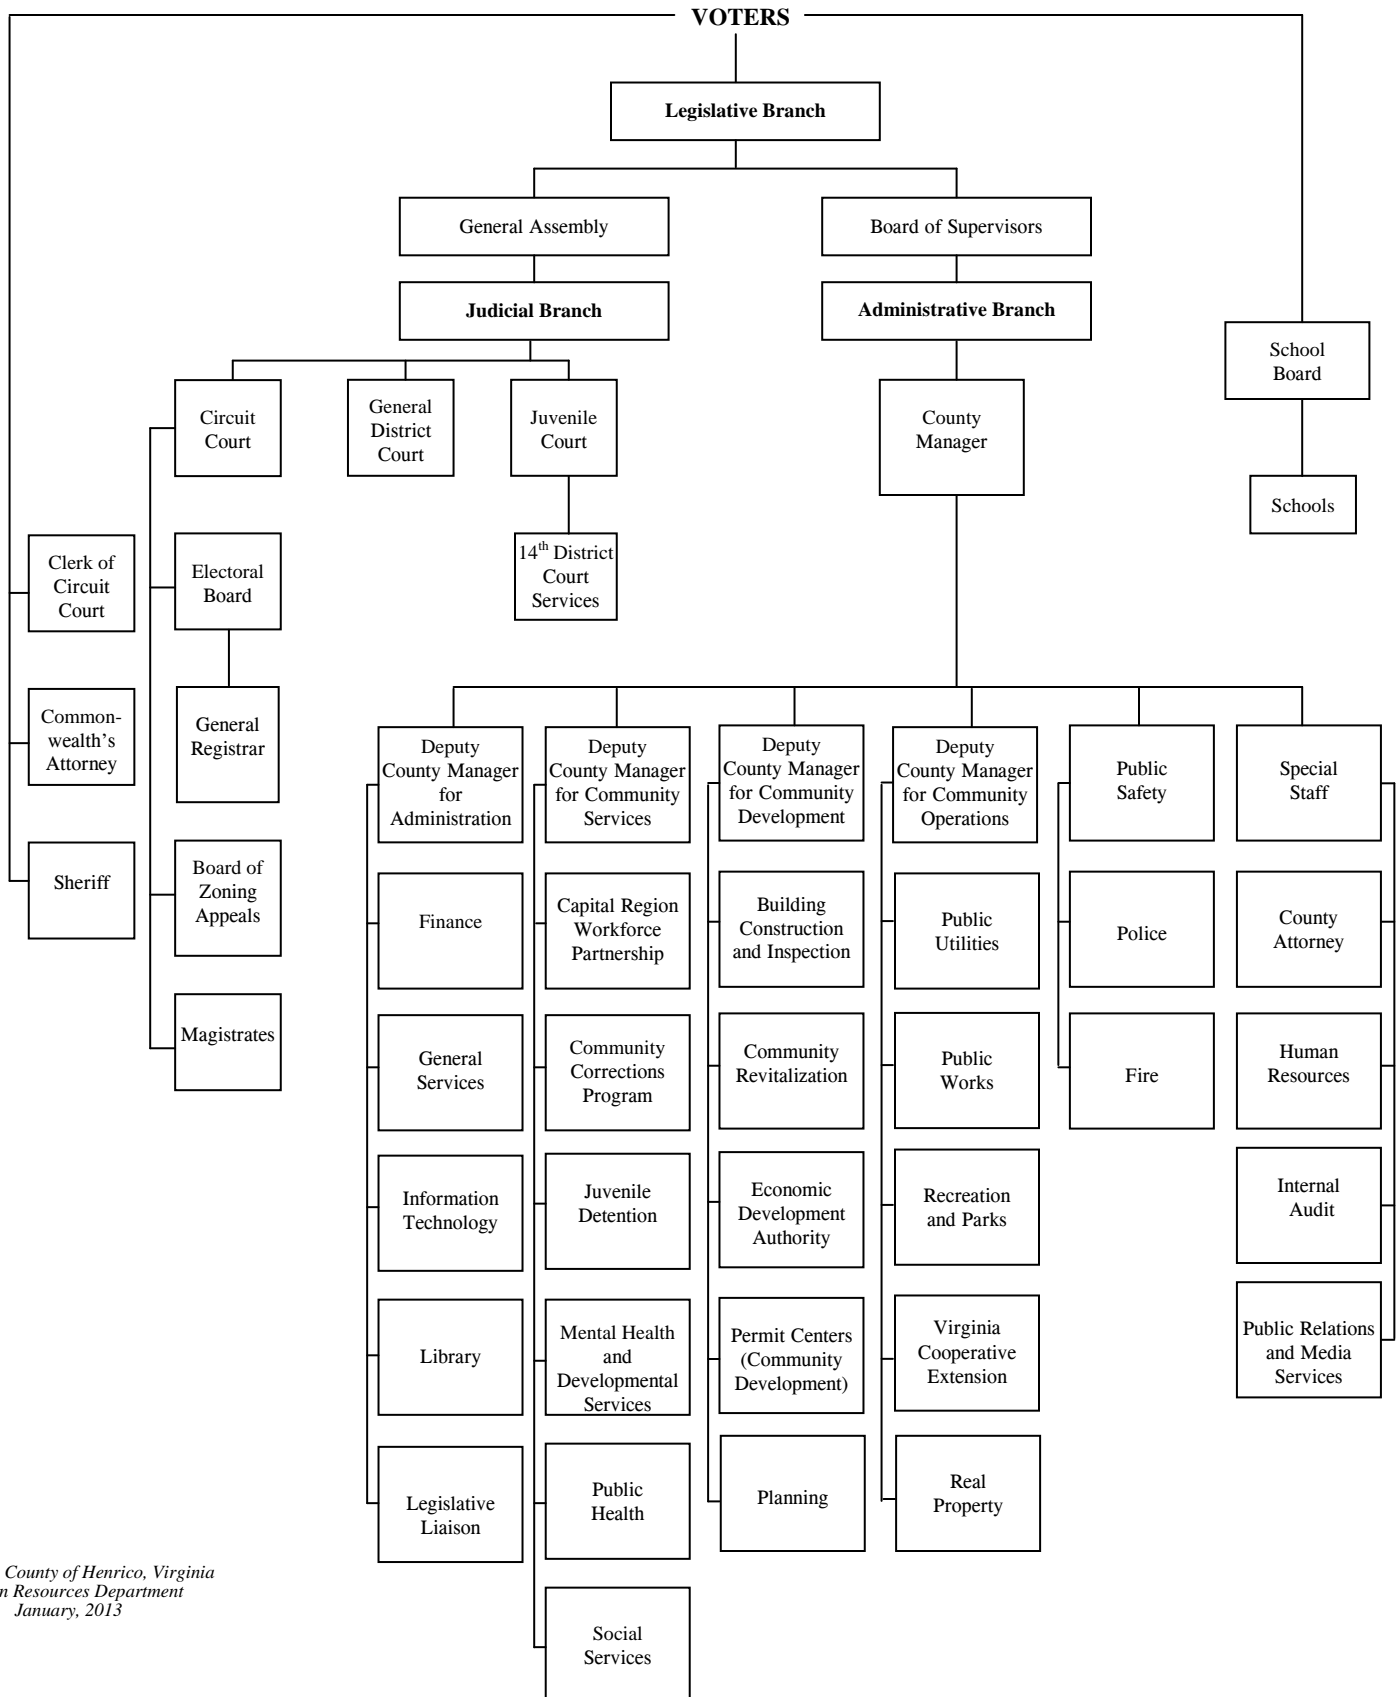 VOTERS
Legislative Branch
General Assembly
Board of Supervisors
Judicial Branch
Administrative Branch
School
Board
Circuit
Court
General
District
Court
Juvenile
Court
County
Manager
Schools
Clerk of
Circuit
Court
Electoral
Board
14th District
Court
Services
Common-
wealth's
Attorney
General
Registrar
Sheriff
Board of
Zoning
Appeals
Magistrates
Deputy
County Manager
for
Administration
Deputy
County Manager
for Community
Services
Deputy
County Manager
for Community
Development
Deputy
County Manager
for Community
Operations
Public
Safety
Special
Staff
Finance
Capital Region
Workforce
Partnership
Building
Construction
and Inspection
Public
Utilities
Police
County
Attorney
General
Services
Community
Corrections
Program
Community
Revitalization
Public
Works
Fire
Human
Resources
Information
Technology
Juvenile
Detention
Economic
Development
Authority
Recreation
and Parks
Internal
Audit
Library
Mental Health
and
Developmental
Services
Permit Centers
(Community
Development)
Virginia
Cooperative
Extension
Public Relations
and Media
Services
Legislative
Liaison
Public
Health
Planning
Real
Property
Social
Services
County of Henrico, Virginia
n Resources Department
January, 2013